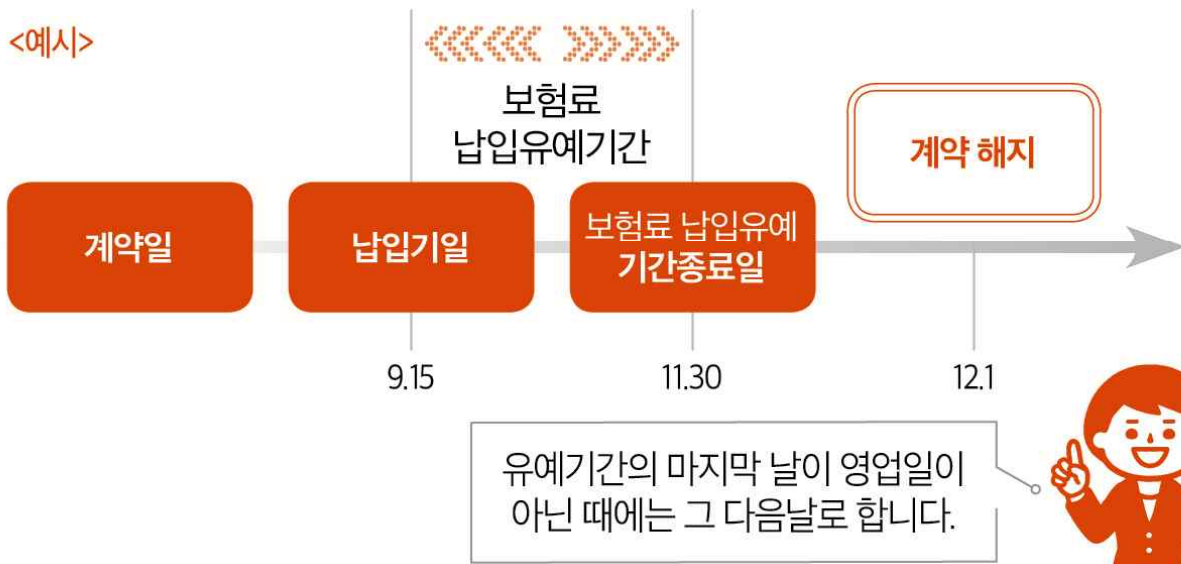 <예시>
보험료
납입유예기간
계약 해지
계약일
납입기일
보험료 납입유예
기간종료일
9.15
11.30
12.1
유예기간의 마지막 날이 영업일이
아닌 때에는 그 다음날로 합니다.